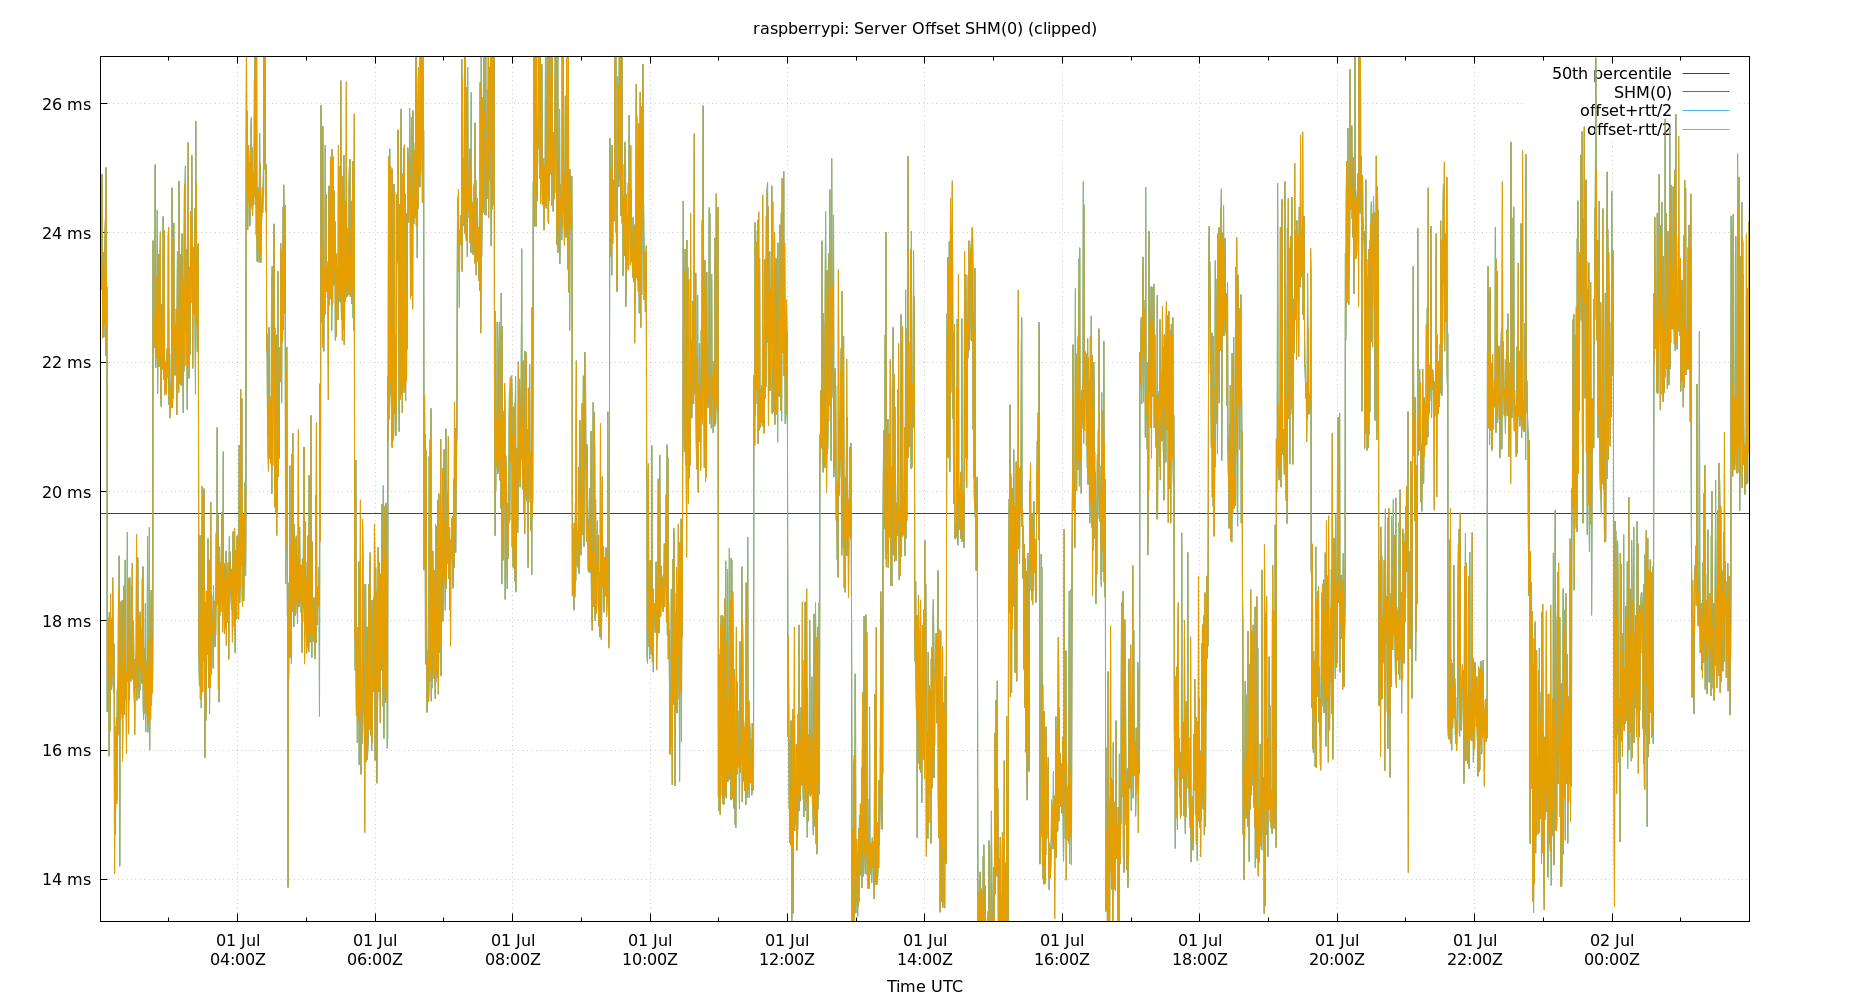 raspberrypi: Server Offset SHM(0) (clipped)
50th percentile
SHM(0)
offset+rtt/2
offset-rtt/2
26 ms
24 ms
22 ms
20 ms
18 ms
16 ms
14 ms
01 Jul 01 Jul 01 Jul 01 Jul 01 Jul 01 Jul 01 Jul 01 Jul 01 Jul 01 Jul 02 Jul
04:00Z 06:00Z 08:00Z 10:00Z 12:00Z 14:00Z 16:00Z 18:00Z 20:00Z 22:00Z 00:00Z
Time UTC